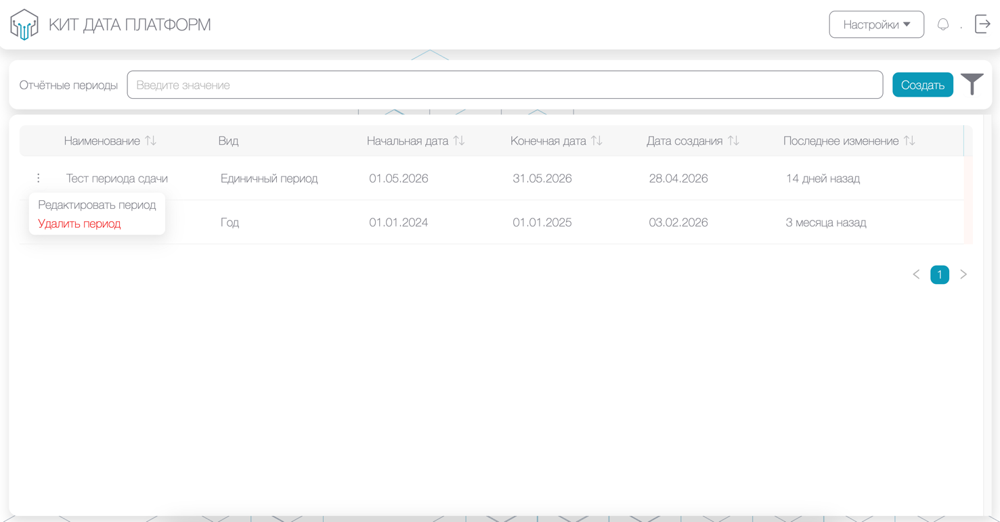 КИТ ДАТА ПЛАТФОРМ
Настройки
.
Отчётные периоды
Введите значение
Создать
Наименование Вид Начальная дата Конечная дата Дата создания Последнее изменение
Тест периода сдачи Единичный период 01.05.2026 31.05.2026 28.04.2026 14 дней назад
Редактировать период
Удалить период
Год 01.01.2024 01.01.2025 03.02.2026 3 месяца назад
1